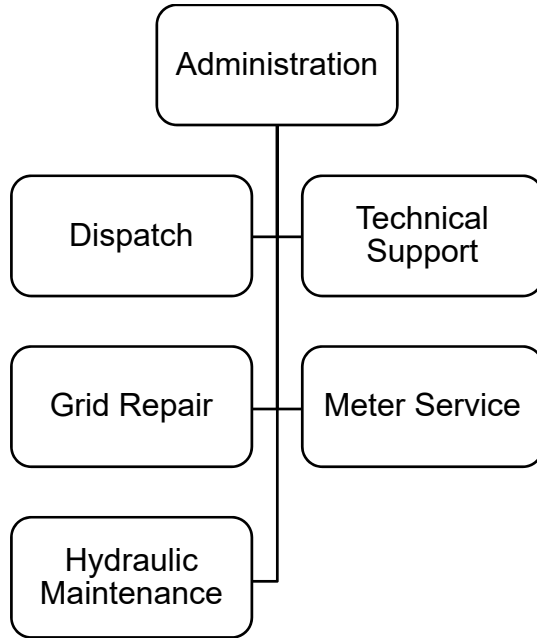 Administration
Dispatch
Technical
Support
Grid Repair
Meter Service
Hydraulic
Maintenance